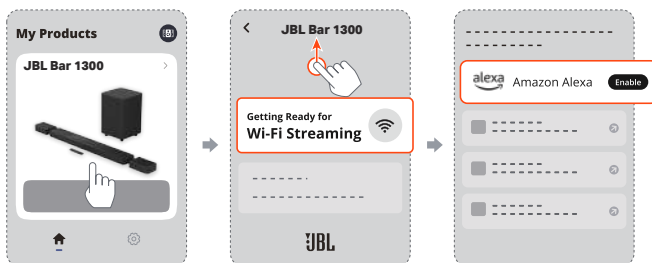 My Products
JBL Bar 1300
JBL Bar 1300
Getting Ready for
Wi-Fi Streaming
JBL
alexa Amazon Alexa Enable